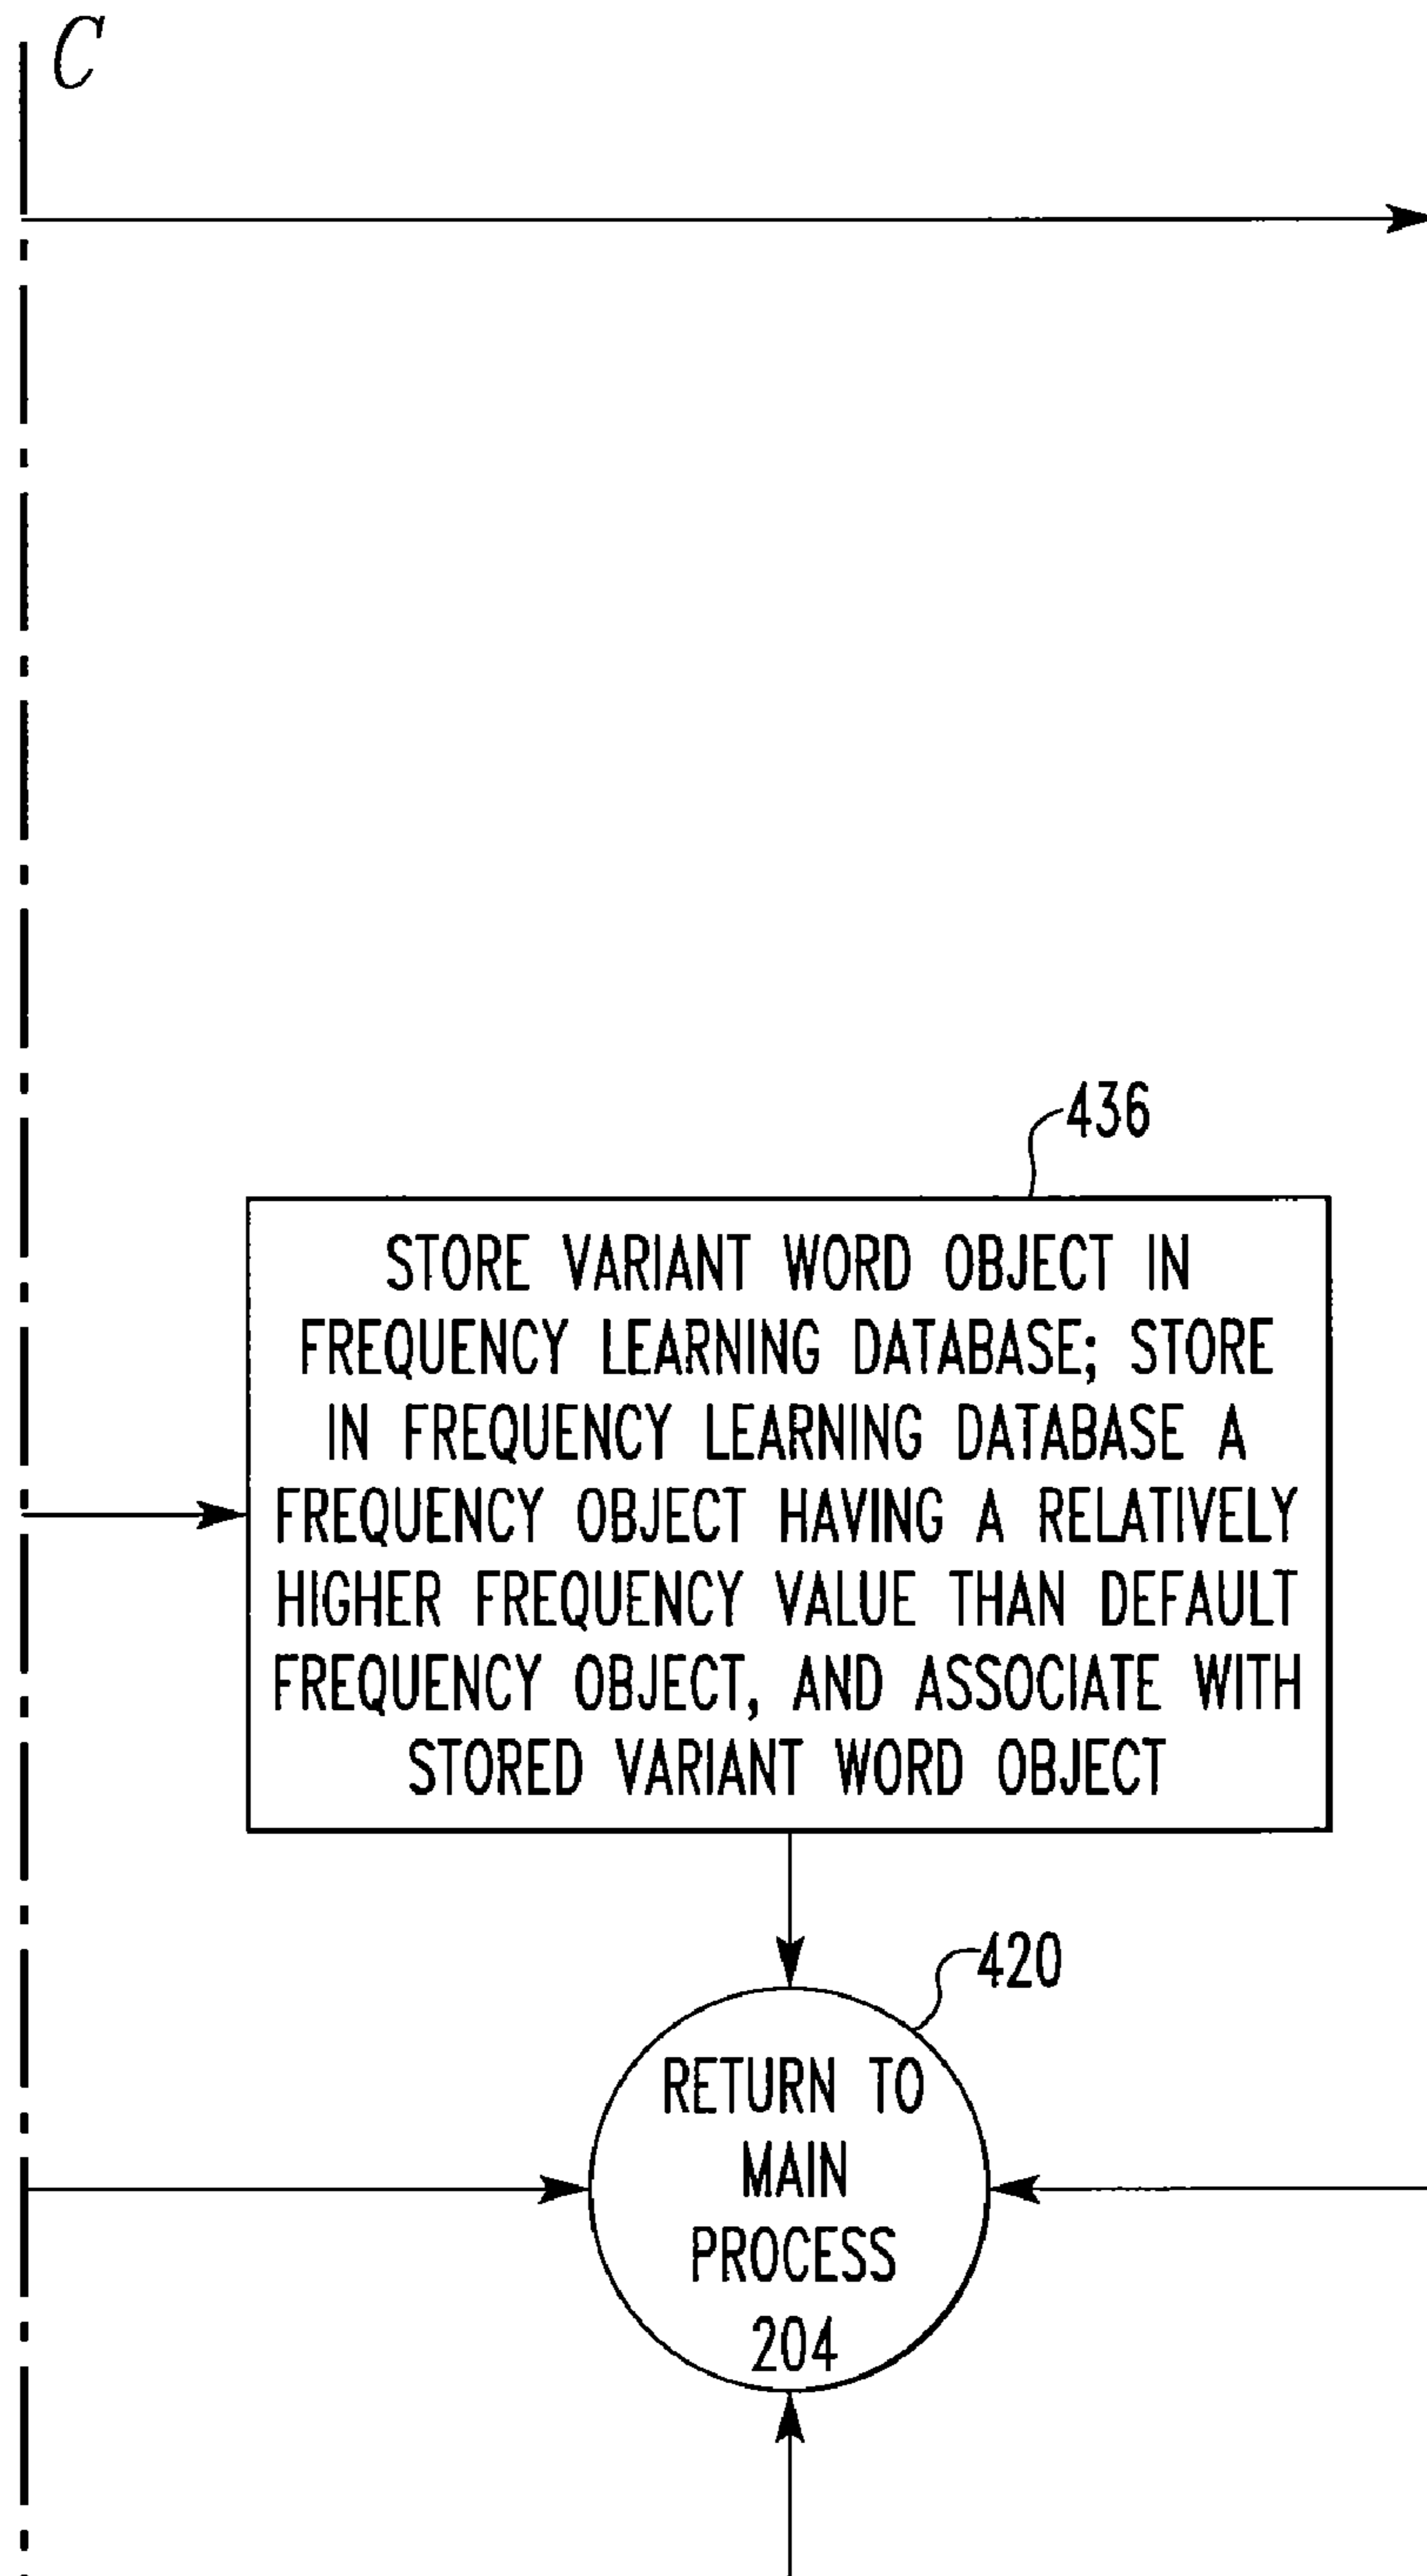 C
436
STORE VARIANT WORD OBJECT IN
FREQUENCY LEARNING DATABASE; STORE
IN FREQUENCY LEARNING DATABASE A
FREQUENCY OBJECT HAVING A RELATIVELY
HIGHER FREQUENCY VALUE THAN DEFAULT
FREQUENCY OBJECT, AND ASSOCIATE WITH
STORED VARIANT WORD OBJECT
420
RETURN TO
MAIN
PROCESS
204